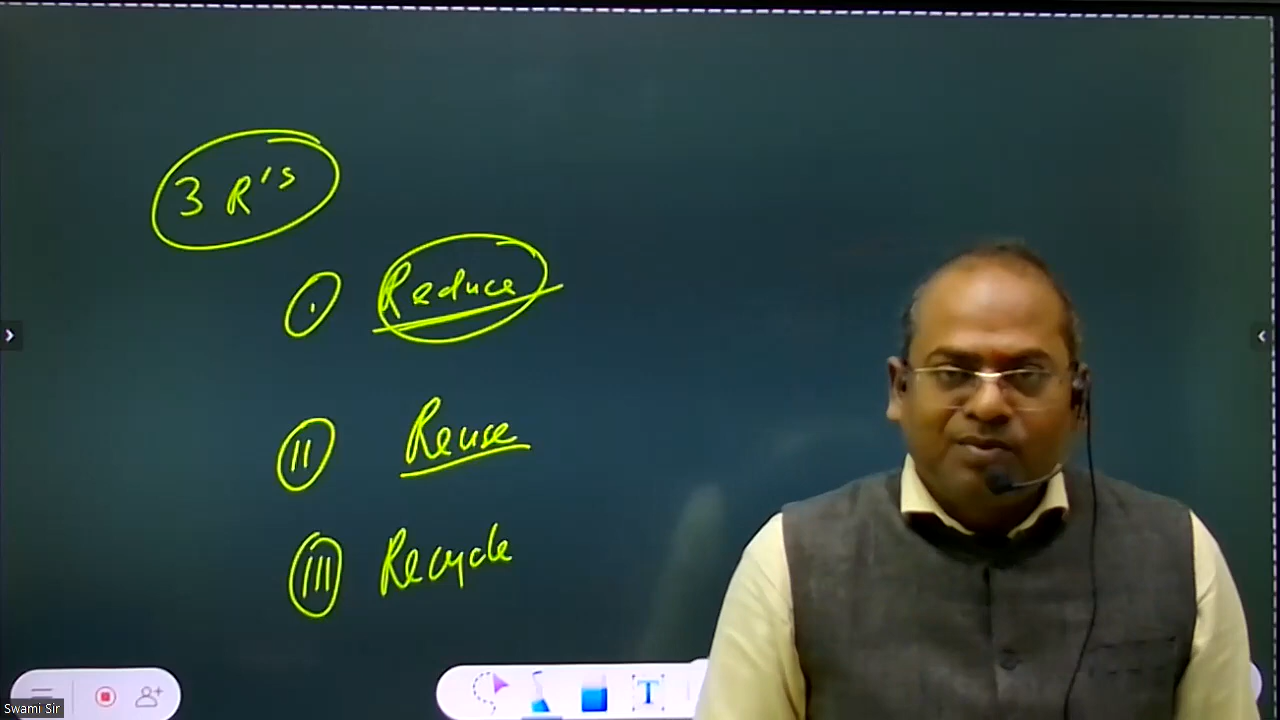 3 R's
i Reduce
ii Reuse
iii Recycle
T
Swami Sir